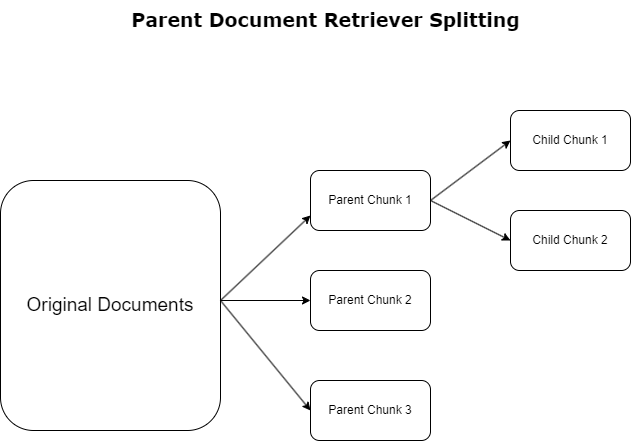 Parent Document Retriever Splitting
Child Chunk 1
Parent Chunk 1
Child Chunk 2
Original Documents
Parent Chunk 2
Parent Chunk 3